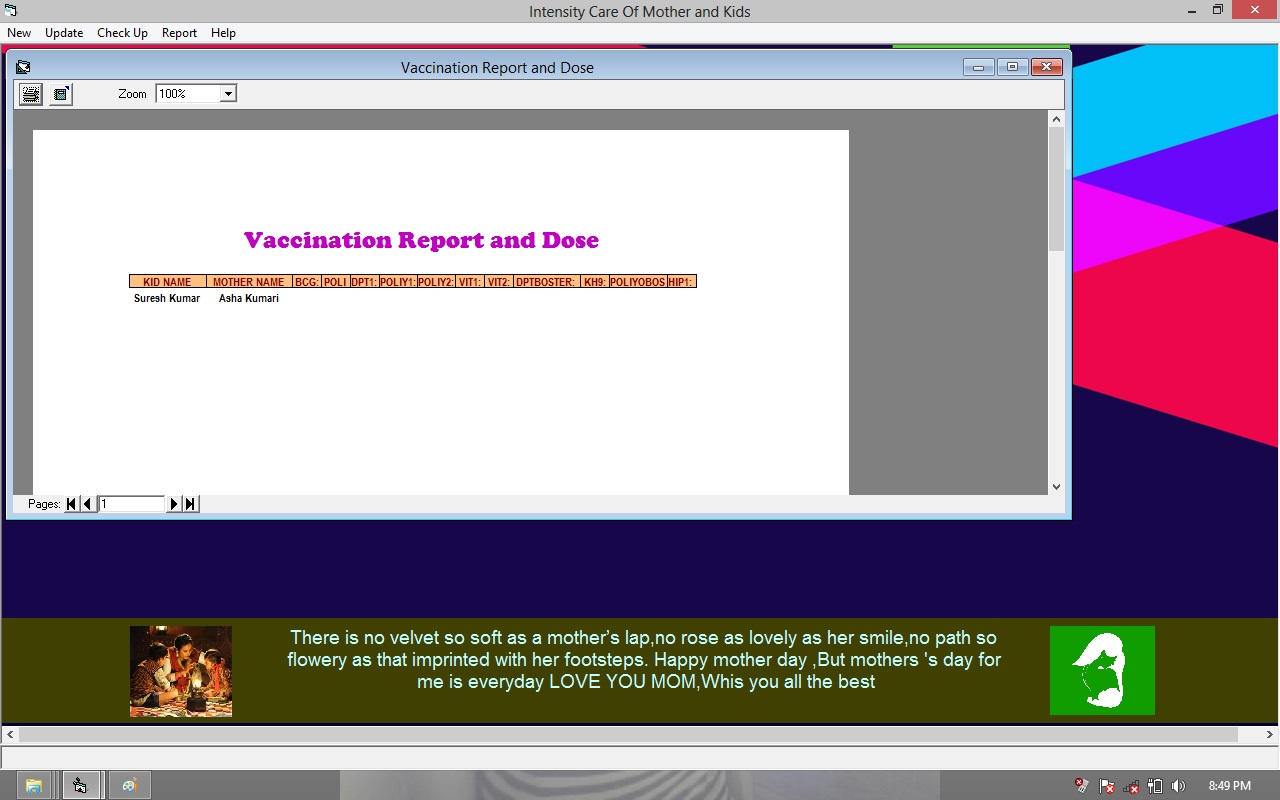 Intensity Care Of Mother and Kids
New Update Check Up Report Help
Vaccination Report and Dose
Zoom 100%
Vaccination Report and Dose
KID NAME MOTHER NAME BCG: POLI DPT1: POLIY1: POLIY2: VIT1: VIT2: DPTBOSTER: KH9: POLIYOBOS HIP1:
Suresh Kumar Asha Kumari
Pages: 1
There is no velvet so soft as a mother's lap,no rose as lovely as her smile,no path so
flowery as that imprinted with her footsteps. Happy mother day ,But mothers 's day for
me is everyday LOVE YOU MOM,Whis you all the best
8:49 PM